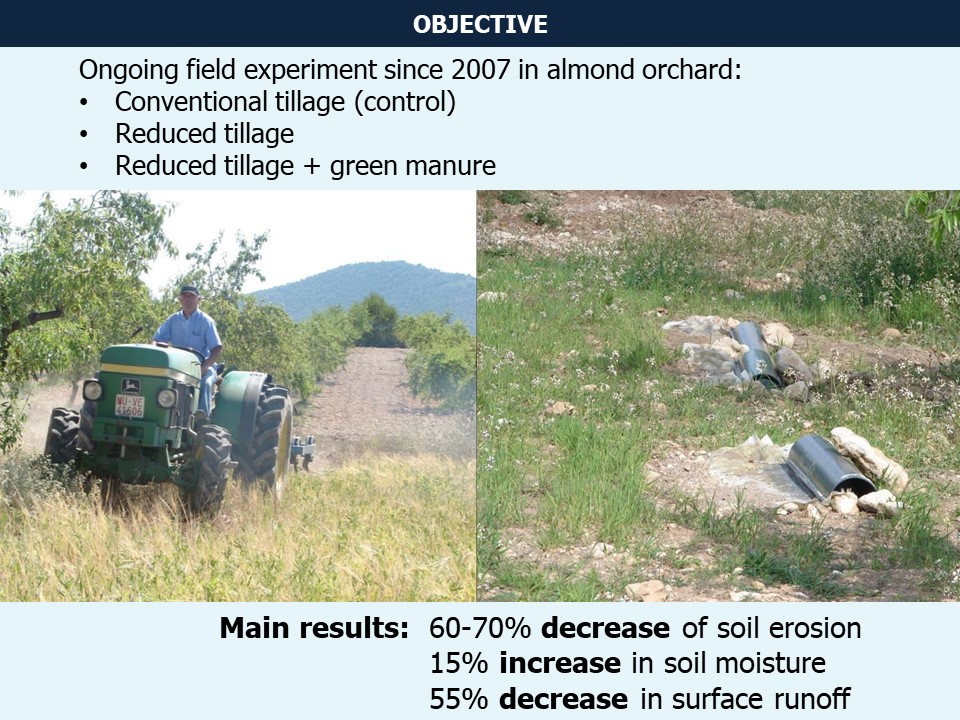 OBJECTIVE
Ongoing field experiment since 2007 in almond orchard:
• Conventional tillage (control)
• Reduced tillage
• Reduced tillage + green manure
MU-VE
41606
Main results: 60-70% decrease of soil erosion
15% increase in soil moisture
55% decrease in surface runoff